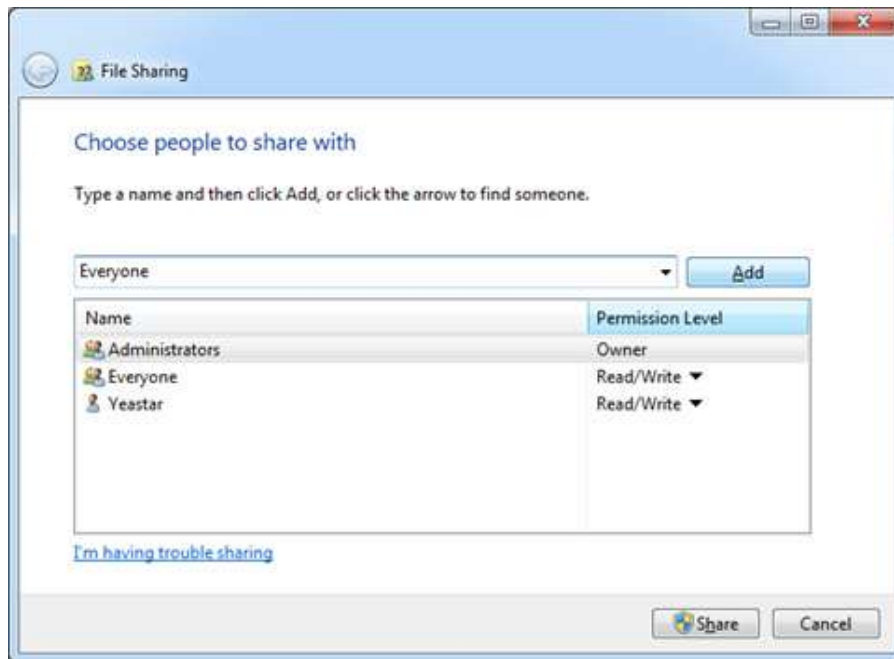 File Sharing
Choose people to share with
Type a name and then click Add, or click the arrow to find someone.
Everyone Add
Name Permission Level
Administrators Owner
Everyone Read/Write
Yeastar Read/Write
I'm having trouble sharing
Share Cancel